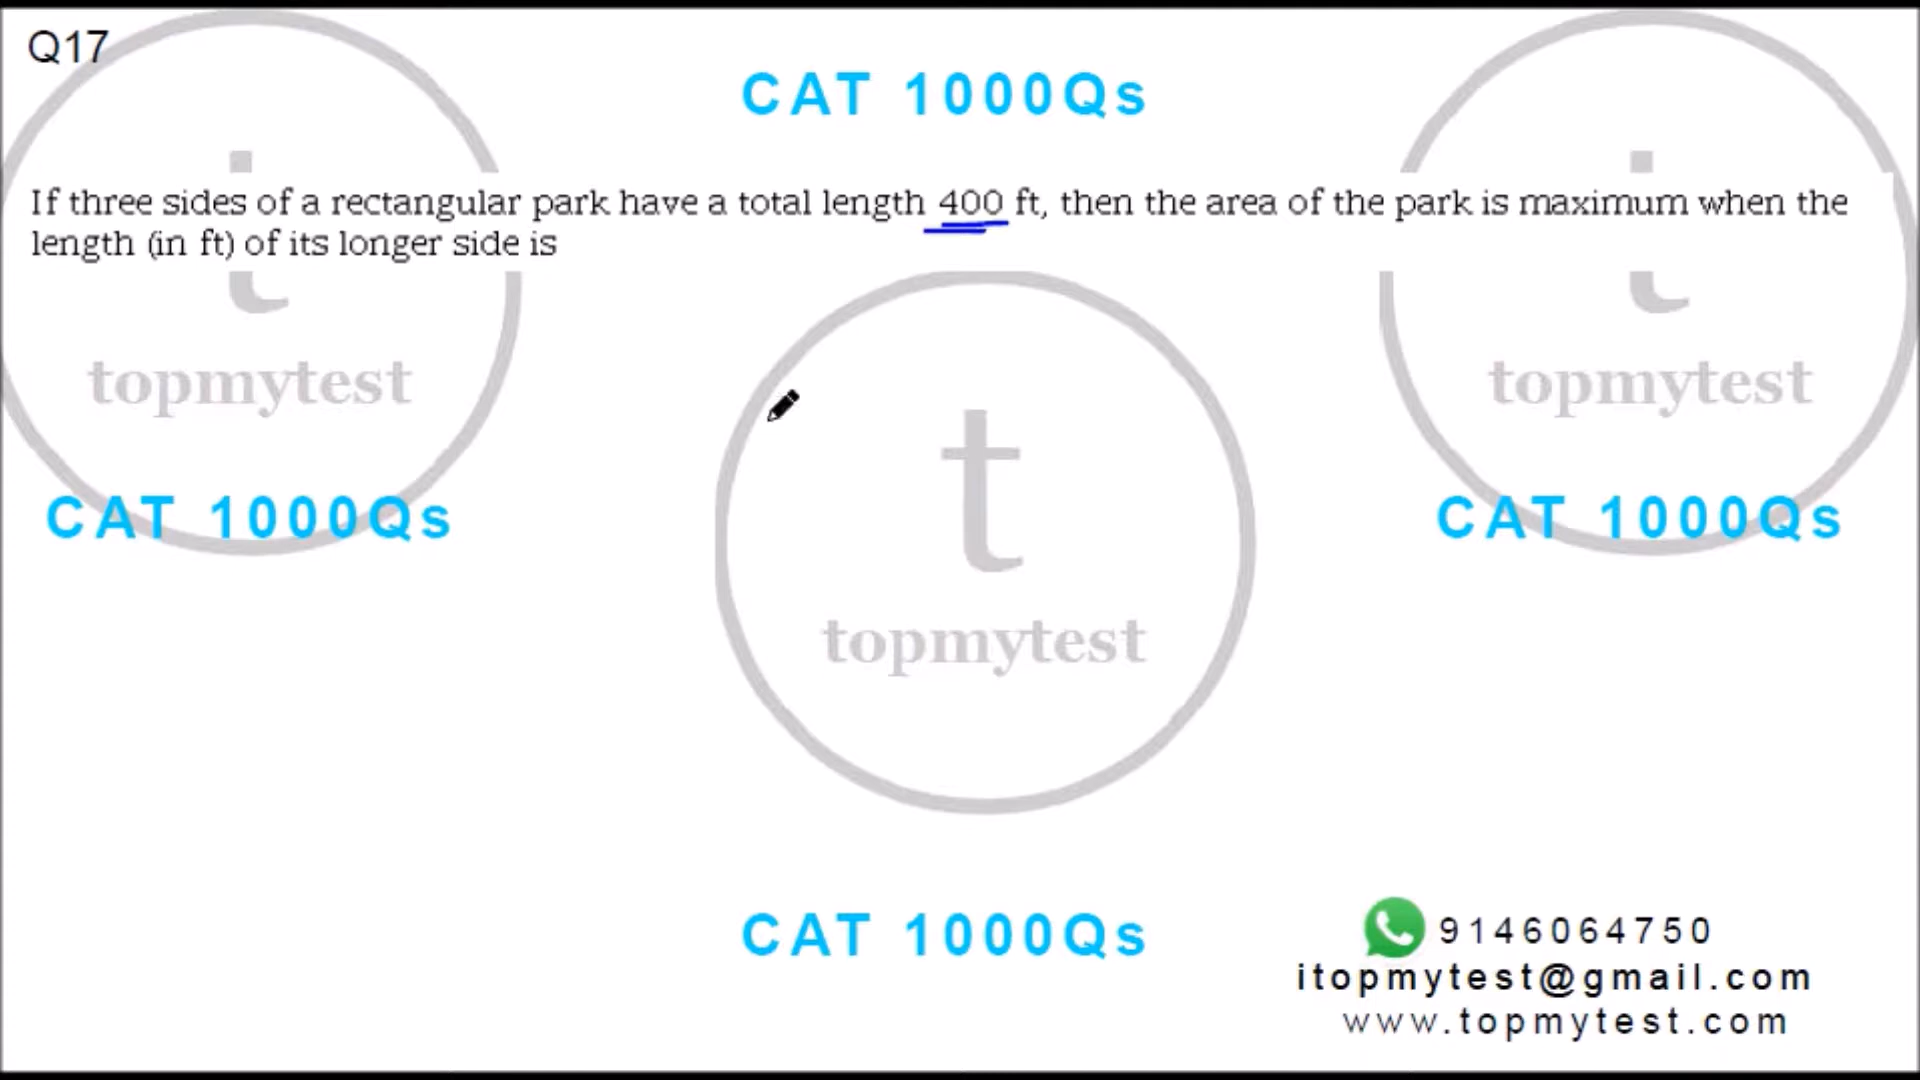 Q17
CAT 1000Qs
If three sides of a rectangular park have a total length 400 ft, then the area of the park is maximum when the
length (in ft) of its longer side is
t
topmytest
t
topmytest
t
topmytest
CAT 1000Qs
CAT 1000Qs
CAT 1000Qs
9146064750
itopmytest@gmail.com
www.topmytest.com